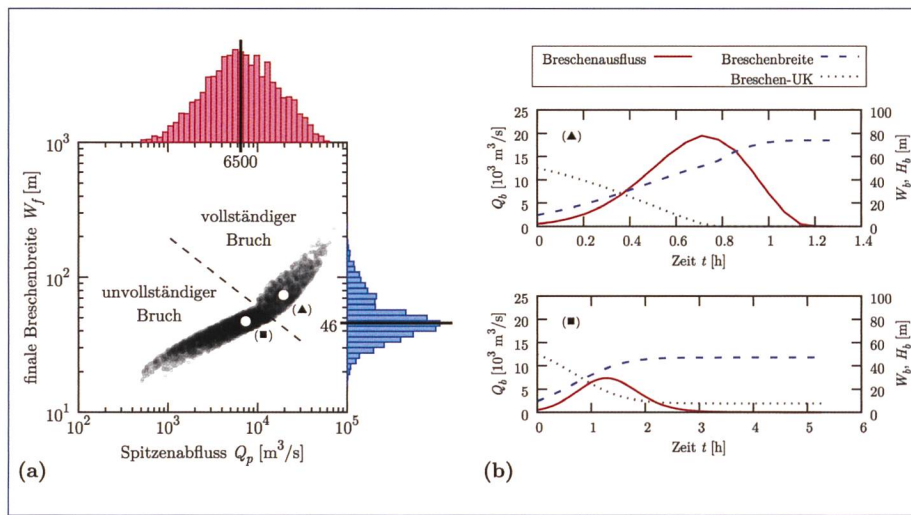 6500
10³
10²
10¹
finale Breschenbreite W_f [m]
vollständiger
Bruch
unvollständiger
Bruch
(▲)
(■)
46
10² 10³ 10⁴ 10⁵
Spitzenabfluss Q_p [m³/s]
(a)
Breschenausfluss
Breschenbreite
Breschen-UK
(▲)
Q_b [10³ m³/s]
25
20
15
10
5
0
100
80
60
40
20
0
W_b, H_b [m]
0 0.2 0.4 0.6 0.8 1 1.2 1.4
Zeit t [h]
(■)
Q_b [10³ m³/s]
25
20
15
10
5
0
100
80
60
40
20
0
W_b, H_b [m]
0 1 2 3 4 5 6
Zeit t [h]
(b)